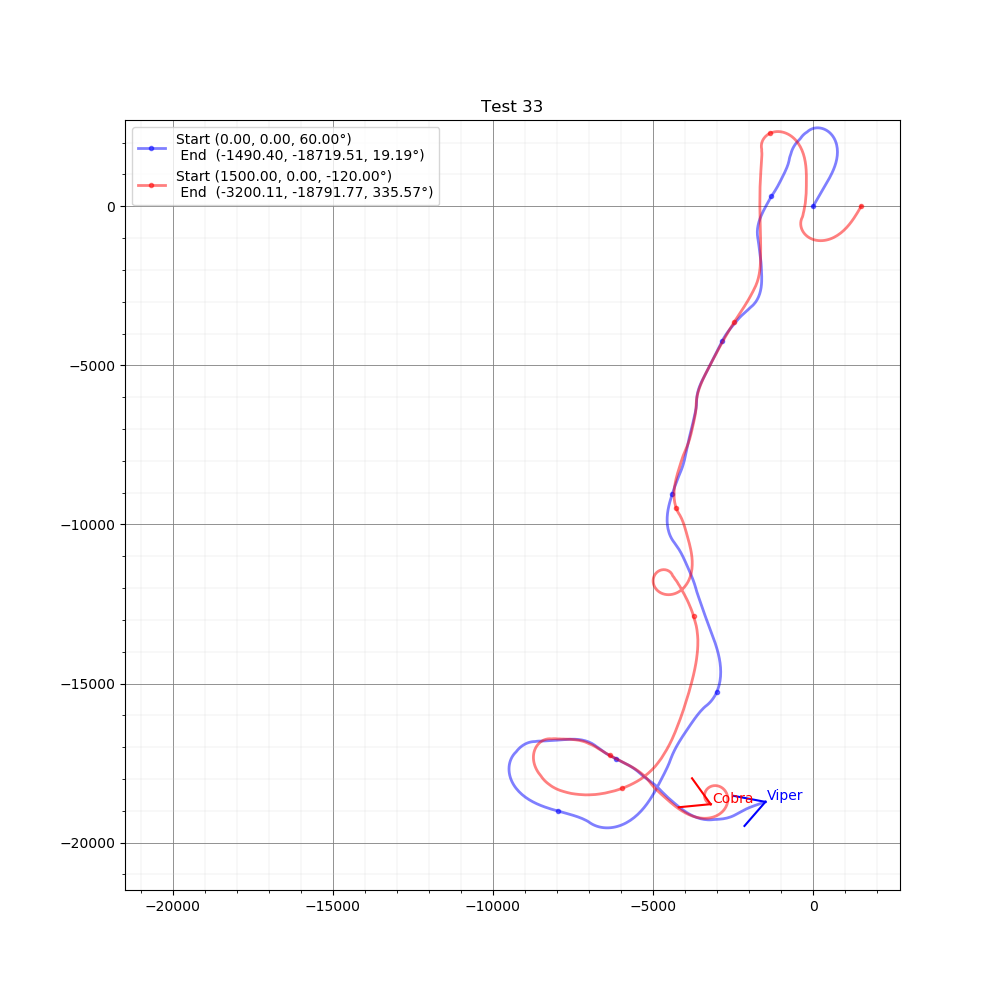 Test 33
Start (0.00, 0.00, 60.00°)
End (-1490.40, -18719.51, 19.19°)
Start (1500.00, 0.00, -120.00°)
End (-3200.11, -18791.77, 335.57°)
0
−5000
−10000
−15000
−20000
Cobra
Viper
−20000 −15000 −10000 −5000 0